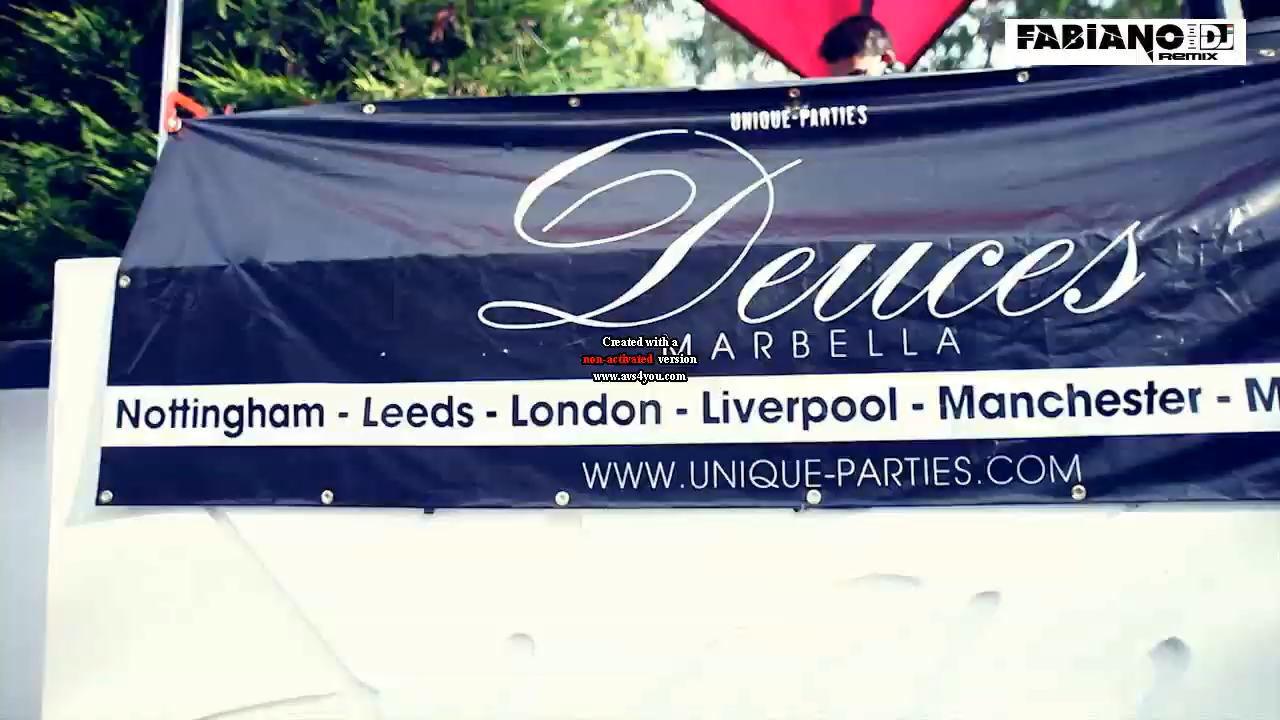 FABiANO DJ
Remix
UNIQUE-PARTIES
Deuces
MARBELLA
Created with a
non-activated version
www.avs4you.com
Nottingham - Leeds - London - Liverpool - Manchester - M
WWW.UNIQUE-PARTIES.COM